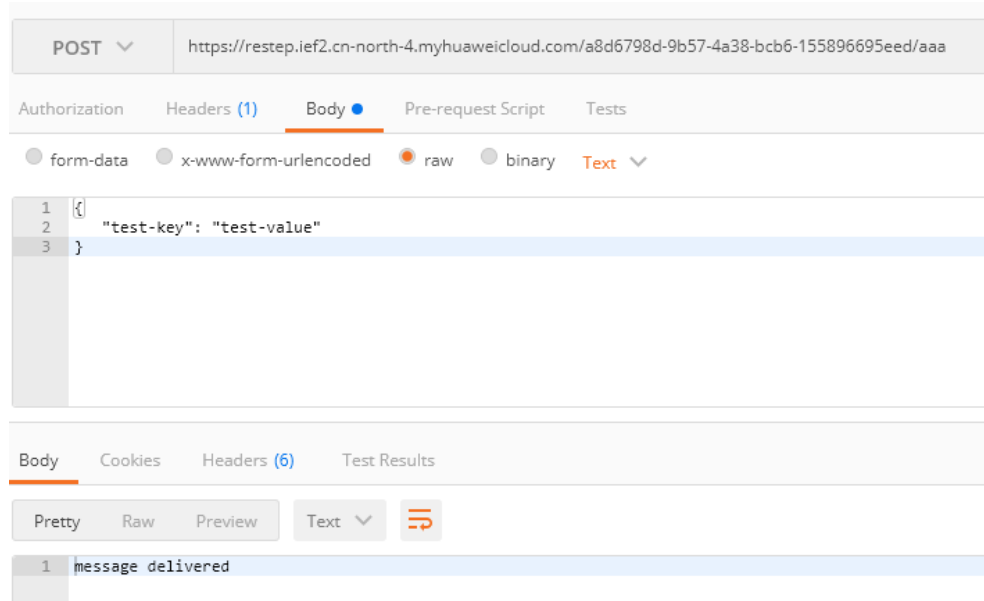 POST https://restep.ief2.cn-north-4.myhuaweicloud.com/a8d6798d-9b57-4a38-bcb6-155896695eed/aaa
Authorization Headers (1) Body Pre-request Script Tests
form-data x-www-form-urlencoded raw binary Text
1 {
2 "test-key": "test-value"
3 }
Body Cookies Headers (6) Test Results
Pretty Raw Preview Text
1 message delivered